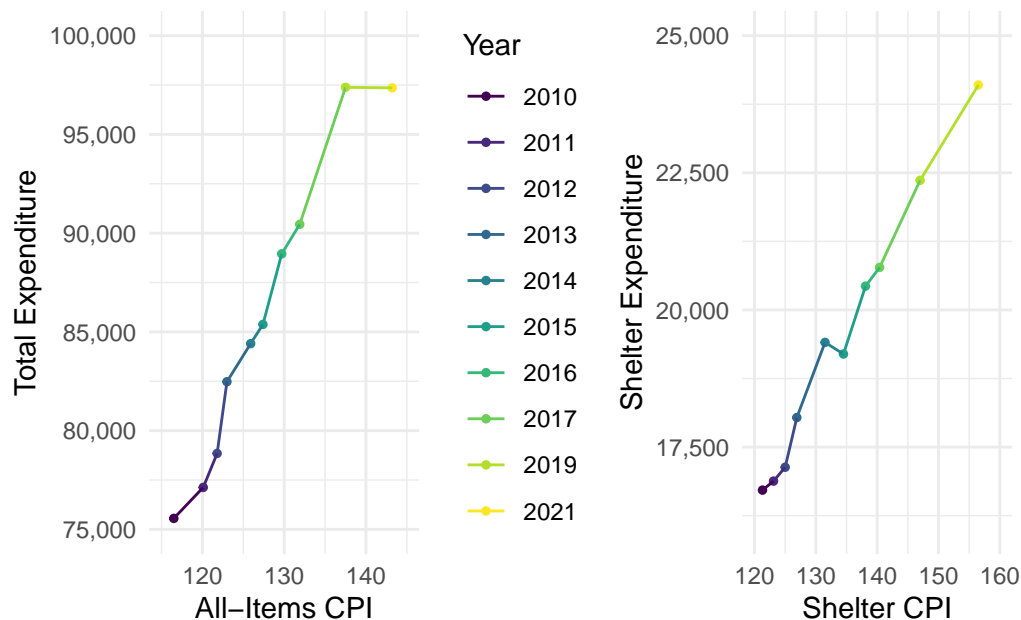 Total Expenditure
100,000
95,000
90,000
85,000
80,000
75,000
120 130 140
All−Items CPI
Year
2010
2011
2012
2013
2014
2015
2016
2017
2019
2021
Shelter Expenditure
25,000
22,500
20,000
17,500
120 130 140 150 160
Shelter CPI